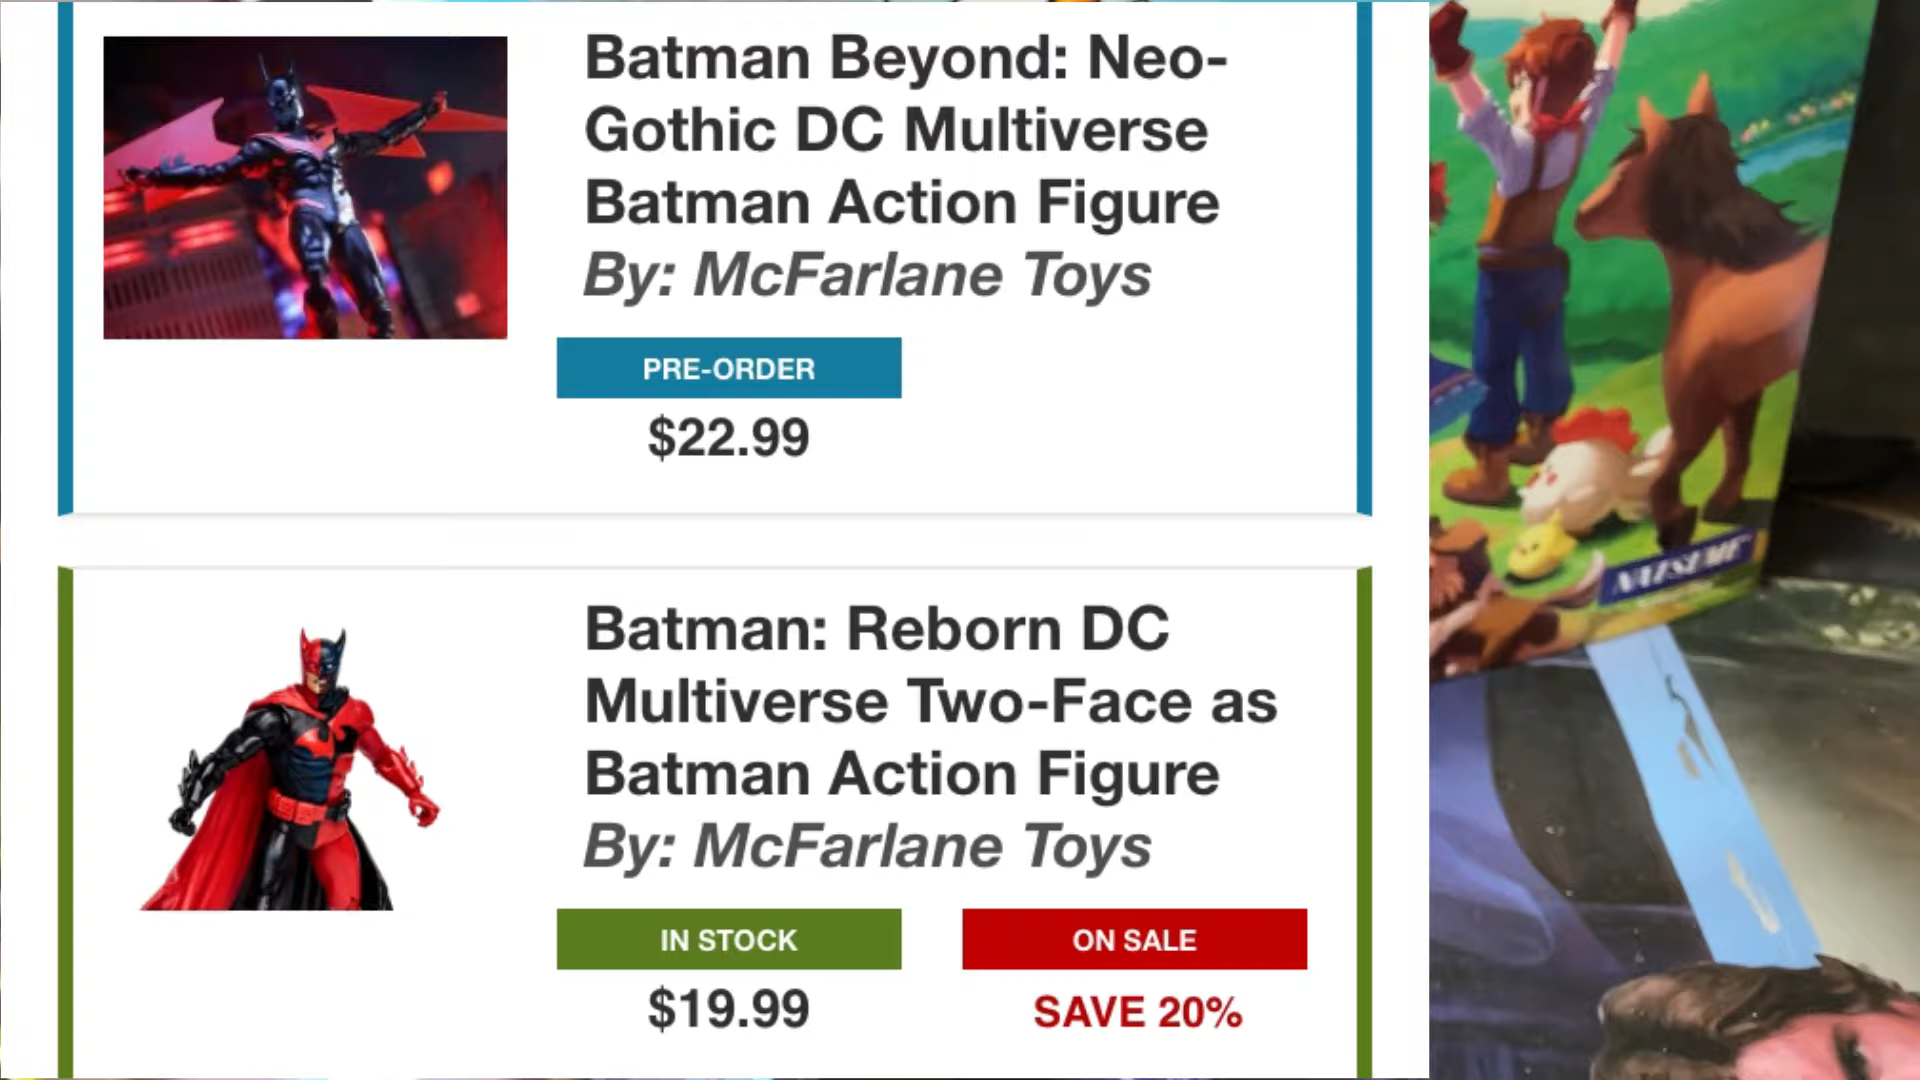 Batman Beyond: Neo-
Gothic DC Multiverse
Batman Action Figure
By: McFarlane Toys
PRE-ORDER
$22.99
Batman: Reborn DC
Multiverse Two-Face as
Batman Action Figure
By: McFarlane Toys
IN STOCK
ON SALE
$19.99
SAVE 20%
NATSUME